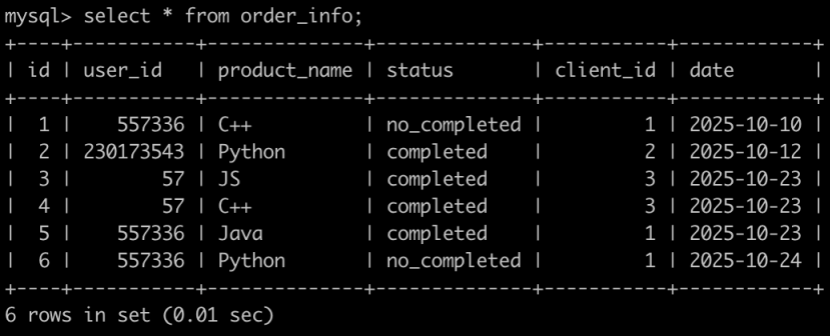 mysql> select * from order_info;
+----+-----------+--------------+--------------+-----------+------------+
| id | user_id   | product_name | status       | client_id | date       |
+----+-----------+--------------+--------------+-----------+------------+
|  1 |    557336 | C++          | no_completed |         1 | 2025-10-10 |
|  2 | 230173543 | Python       | completed    |         2 | 2025-10-12 |
|  3 |        57 | JS           | completed    |         3 | 2025-10-23 |
|  4 |        57 | C++          | completed    |         3 | 2025-10-23 |
|  5 |    557336 | Java         | completed    |         1 | 2025-10-23 |
|  6 |    557336 | Python       | no_completed |         1 | 2025-10-24 |
+----+-----------+--------------+--------------+-----------+------------+
6 rows in set (0.01 sec)